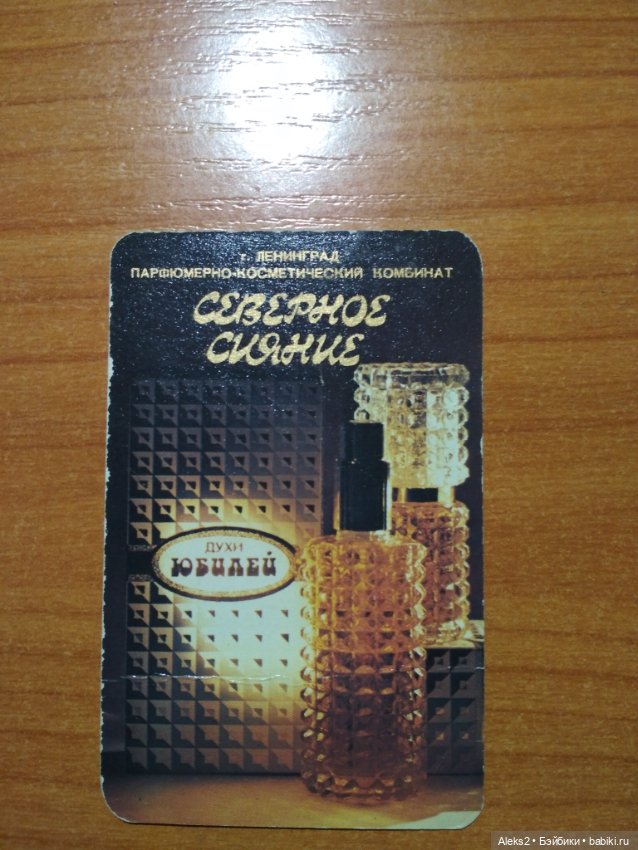 г. ЛЕНИНГРАД
ПАРФЮМЕРНО-КОСМЕТИЧЕСКИЙ КОМБИНАТ
СЕВЕРНОЕ
СИЯНИЕ
ДУХИ
ЮБИЛЕЙ
Aleks2 • Бэйбики • babiki.ru